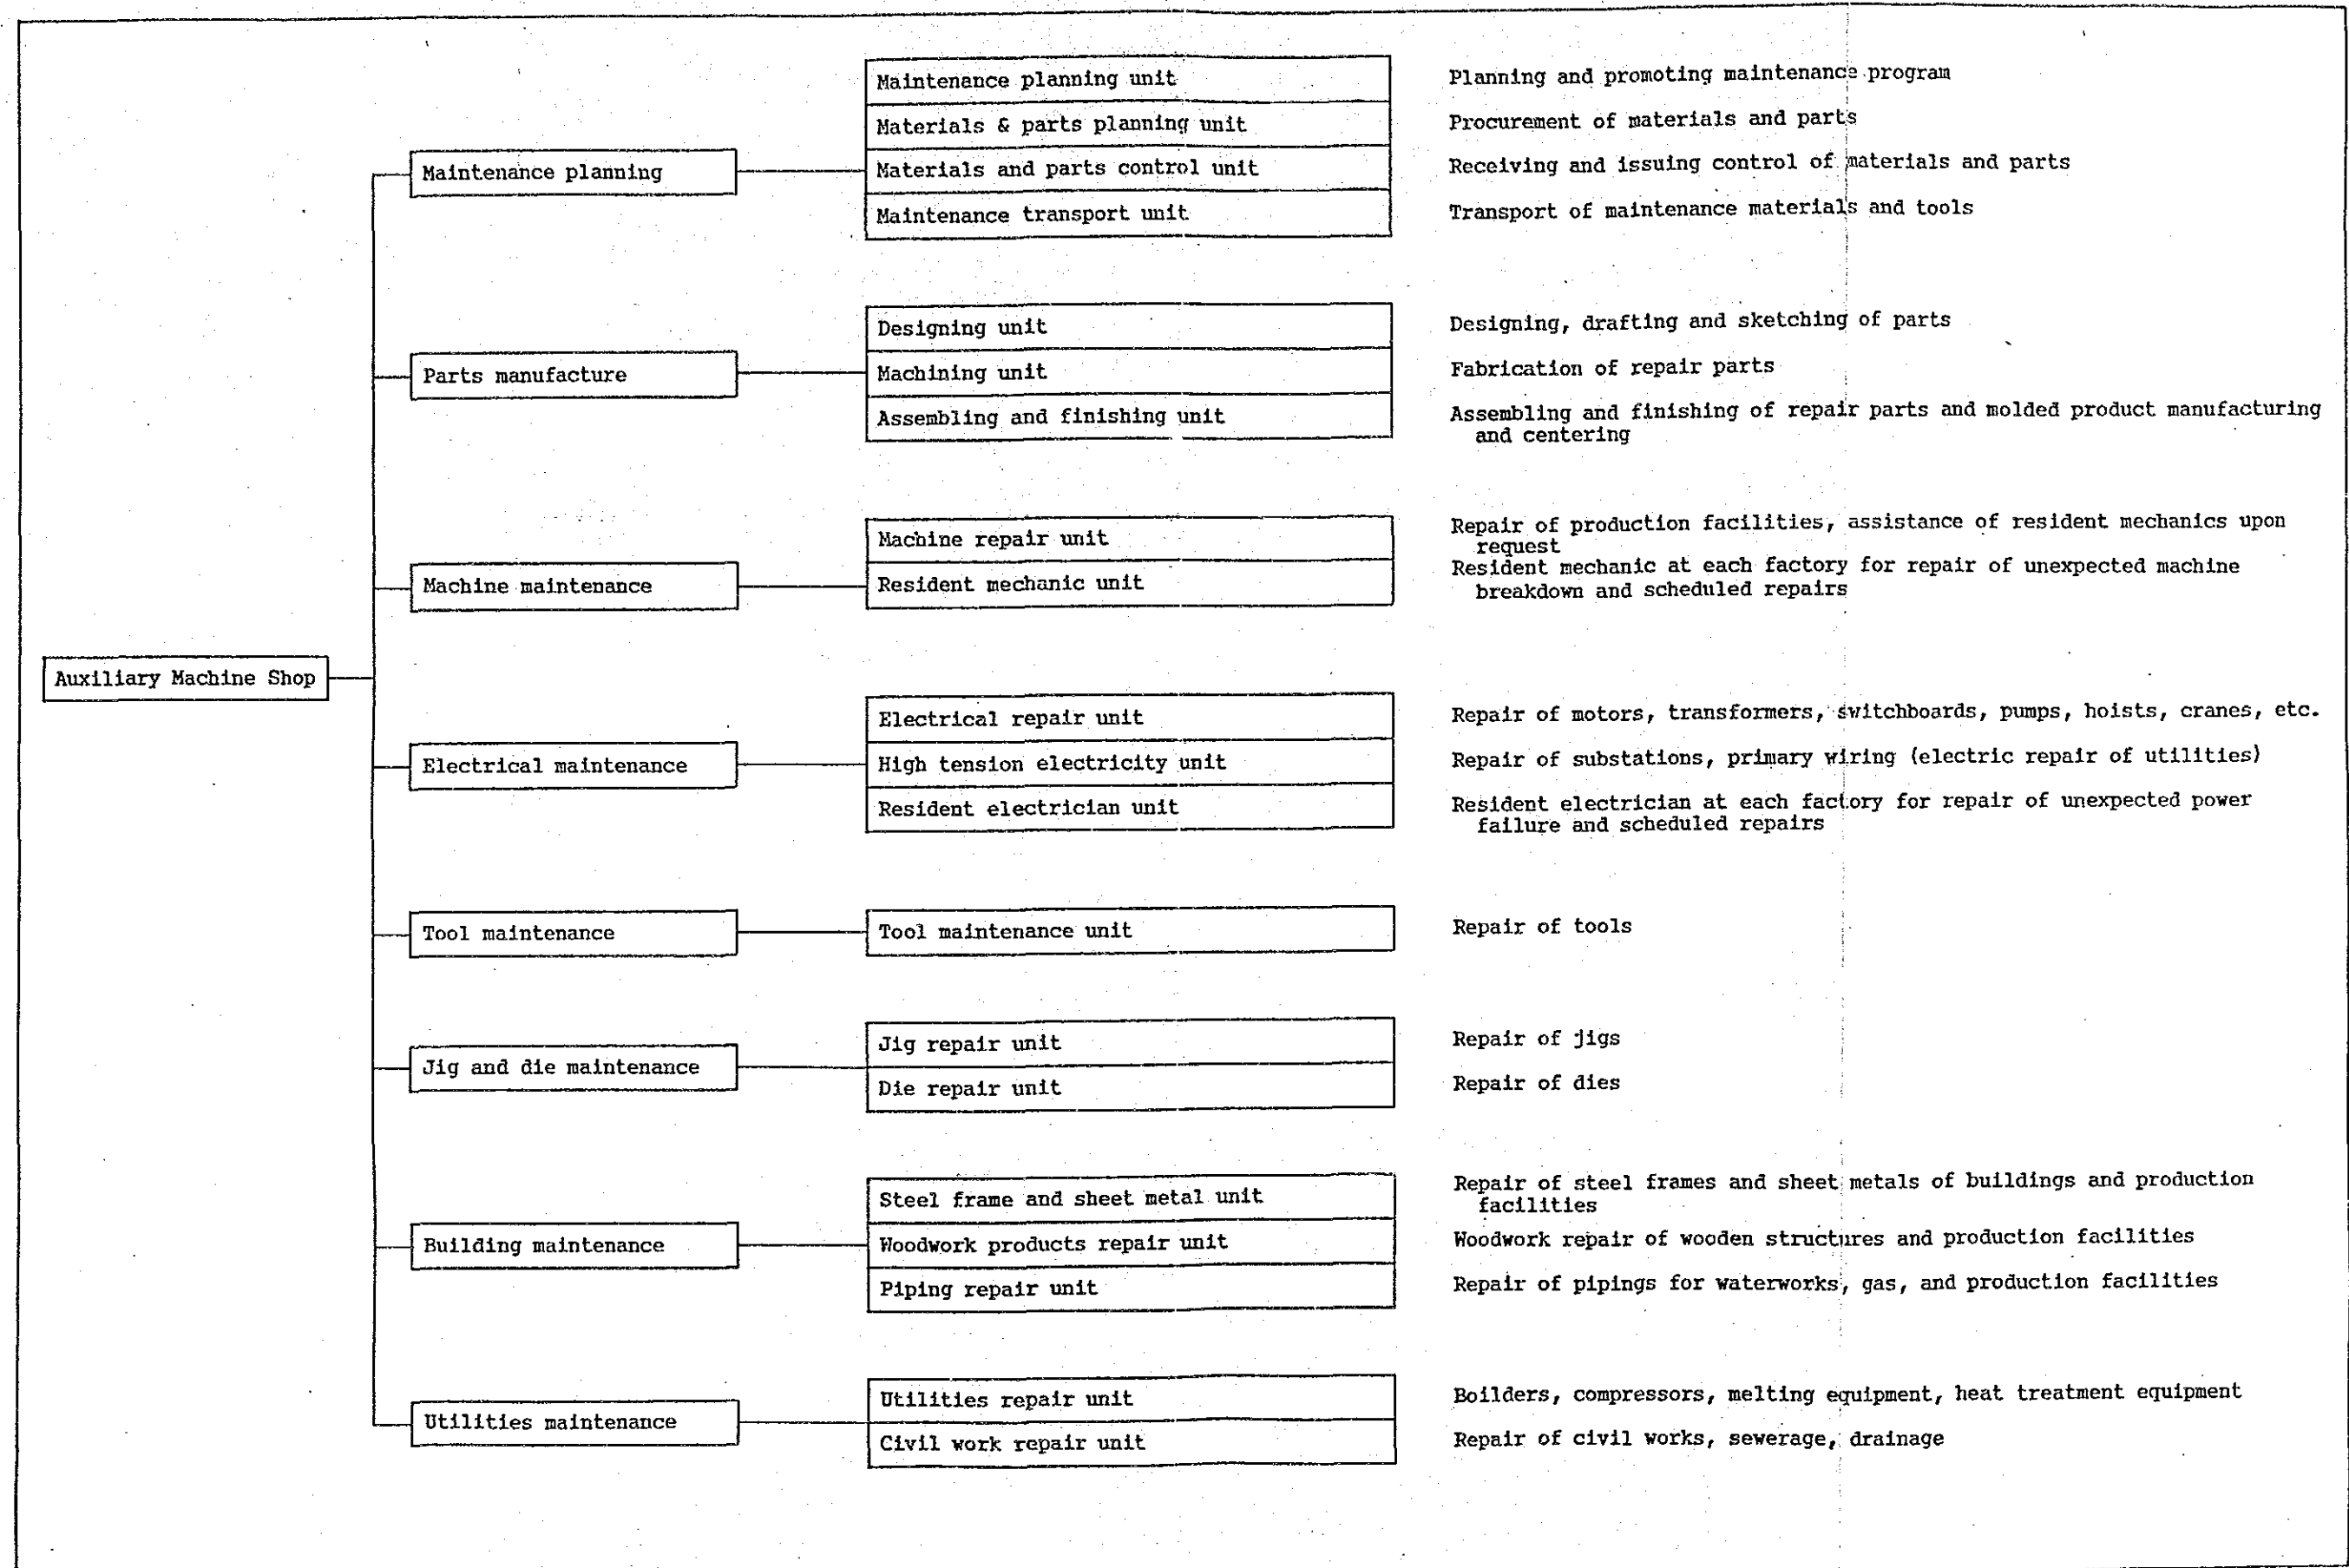 Auxiliary Machine Shop
Maintenance planning
Maintenance planning unit
Planning and promoting maintenance program
Materials & parts planning unit
Procurement of materials and parts
Materials and parts control unit
Receiving and issuing control of materials and parts
Maintenance transport unit
Transport of maintenance materials and tools
Parts manufacture
Designing unit
Designing, drafting and sketching of parts
Machining unit
Fabrication of repair parts
Assembling and finishing unit
Assembling and finishing of repair parts and molded product manufacturing
and centering
Machine maintenance
Machine repair unit
Repair of production facilities, assistance of resident mechanics upon
request
Resident mechanic unit
Resident mechanic at each factory for repair of unexpected machine
breakdown and scheduled repairs
Electrical maintenance
Electrical repair unit
Repair of motors, transformers, switchboards, pumps, hoists, cranes, etc.
High tension electricity unit
Repair of substations, primary wiring (electric repair of utilities)
Resident electrician unit
Resident electrician at each factory for repair of unexpected power
failure and scheduled repairs
Tool maintenance
Tool maintenance unit
Repair of tools
Jig and die maintenance
Jig repair unit
Repair of jigs
Die repair unit
Repair of dies
Building maintenance
Steel frame and sheet metal unit
Repair of steel frames and sheet metals of buildings and production
facilities
Woodwork products repair unit
Woodwork repair of wooden structures and production facilities
Piping repair unit
Repair of pipings for waterworks, gas, and production facilities
Utilities maintenance
Utilities repair unit
Boilders, compressors, melting equipment, heat treatment equipment
Civil work repair unit
Repair of civil works, sewerage, drainage